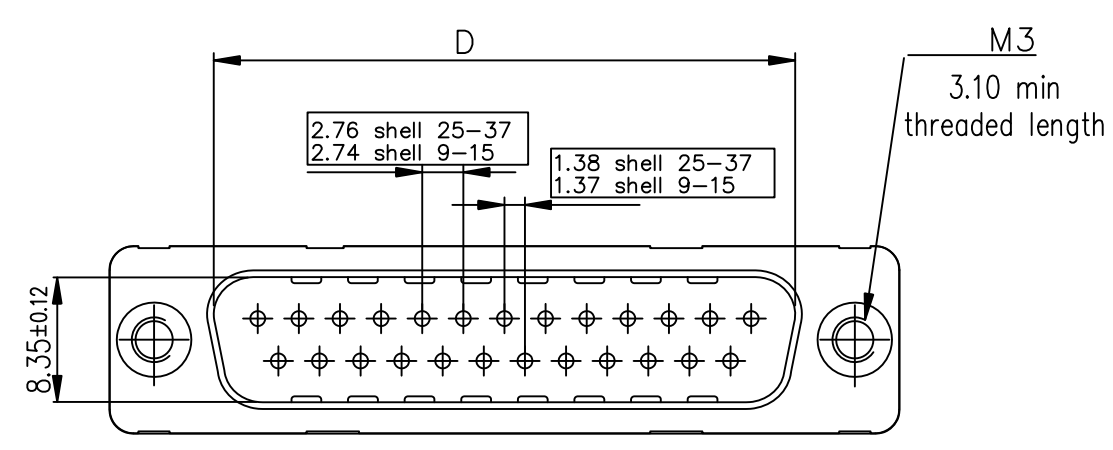 D
M3
3.10 min
threaded length
2.76 shell 25-37
2.74 shell 9-15
1.38 shell 25-37
1.37 shell 9-15
8.35±0.12